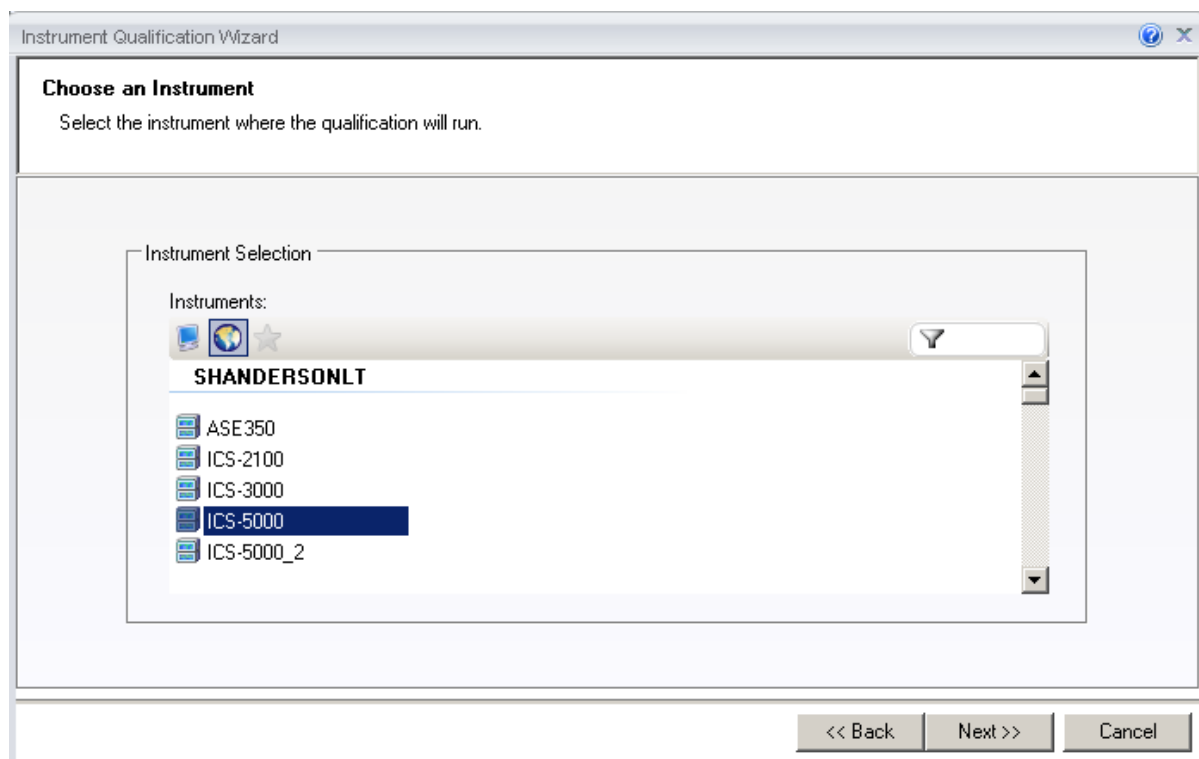 Instrument Qualification Wizard
Choose an Instrument
Select the instrument where the qualification will run.
Instrument Selection
Instruments:
SHANDERSONLT
ASE350
ICS-2100
ICS-3000
ICS-5000
ICS-5000_2
<< Back Next >> Cancel